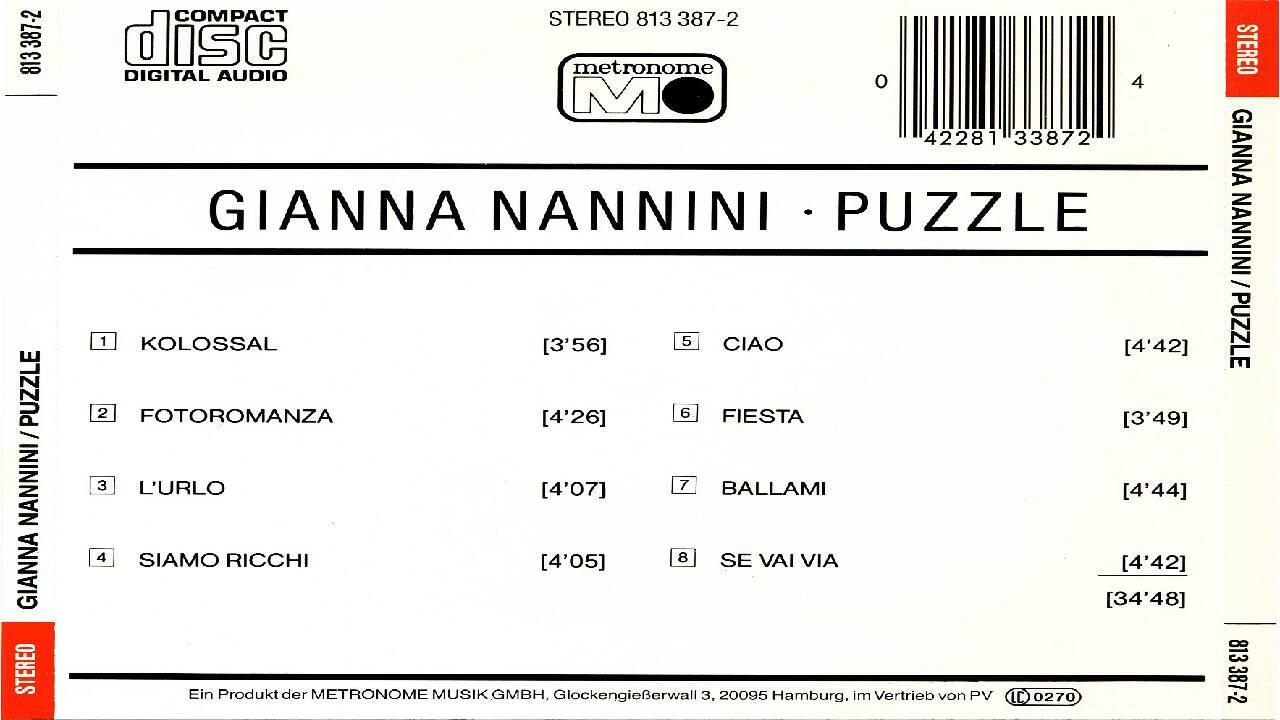 COMPACT
disc
DIGITAL AUDIO
STEREO 813 387-2
metronome
MO
0 42281 33872 4
GIANNA NANNINI · PUZZLE
1 KOLOSSAL [3'56]
2 FOTOROMANZA [4'26]
3 L'URLO [4'07]
4 SIAMO RICCHI [4'05]
5 CIAO [4'42]
6 FIESTA [3'49]
7 BALLAMI [4'44]
8 SE VAI VIA [4'42]
[34'48]
Ein Produkt der METRONOME MUSIK GMBH, Glockengießerwall 3, 20095 Hamburg, im Vertrieb von PV LC 0270
STEREO GIANNA NANNINI / PUZZLE 813 387-2
STEREO GIANNA NANNINI / PUZZLE 813 387-2